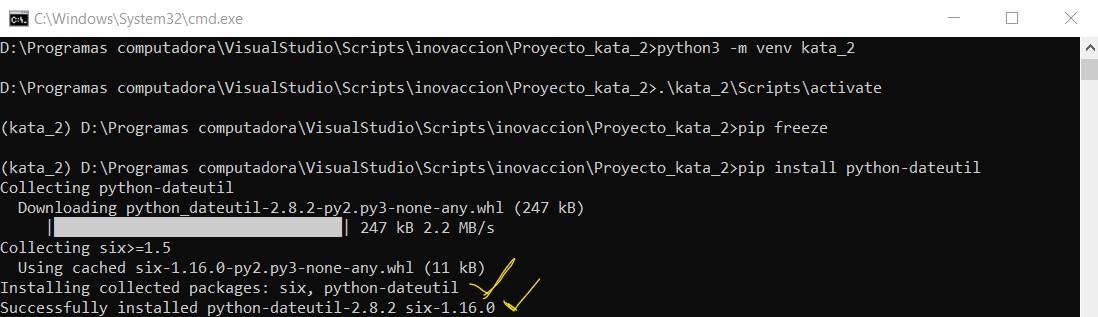 C:\Windows\System32\cmd.exe
D:\Programas computadora\VisualStudio\Scripts\inovaccion\Proyecto_kata_2>python3 -m venv kata_2
D:\Programas computadora\VisualStudio\Scripts\inovaccion\Proyecto_kata_2>.\kata_2\Scripts\activate
(kata_2) D:\Programas computadora\VisualStudio\Scripts\inovaccion\Proyecto_kata_2>pip freeze
(kata_2) D:\Programas computadora\VisualStudio\Scripts\inovaccion\Proyecto_kata_2>pip install python-dateutil
Collecting python-dateutil
  Downloading python_dateutil-2.8.2-py2.py3-none-any.whl (247 kB)
     |████████████████████████████████| 247 kB 2.2 MB/s
Collecting six>=1.5
  Using cached six-1.16.0-py2.py3-none-any.whl (11 kB)
Installing collected packages: six, python-dateutil
Successfully installed python-dateutil-2.8.2 six-1.16.0